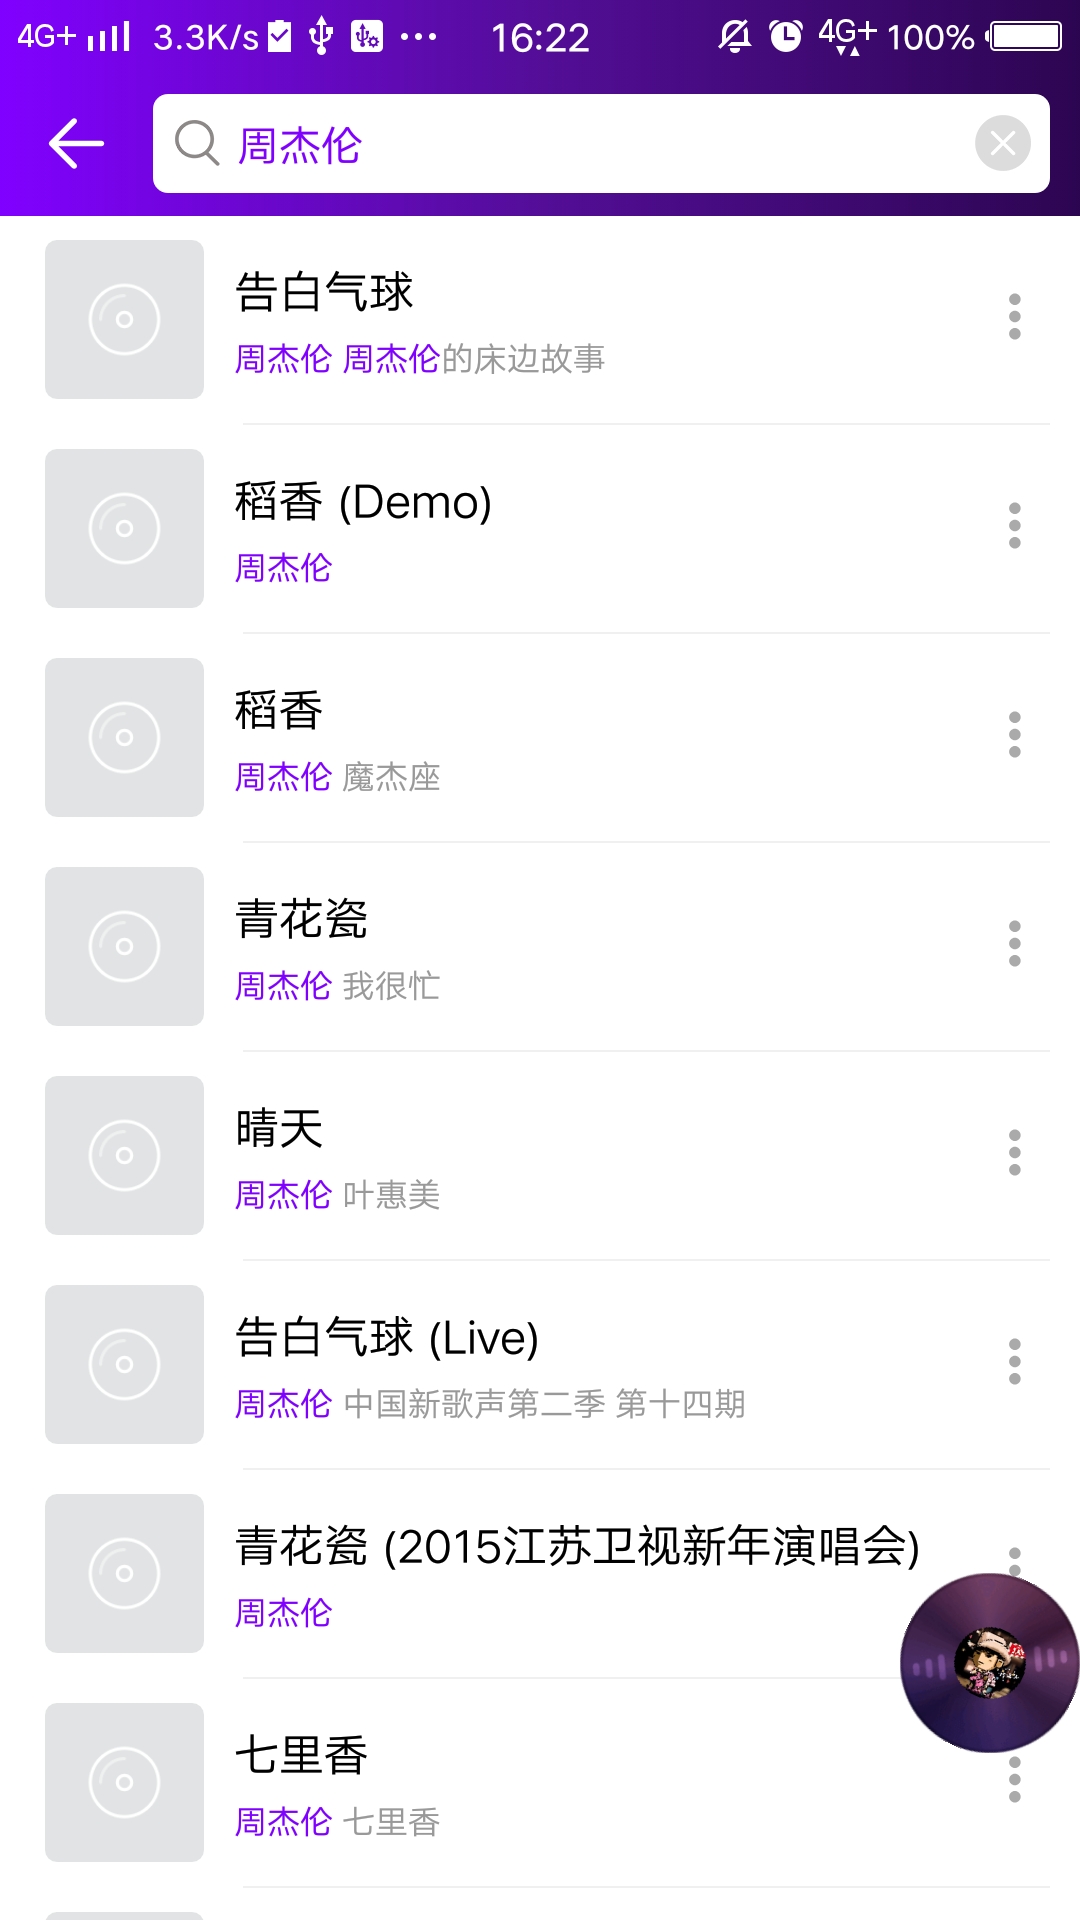 4G+ 3.3K/s 16:22 4G+ 100%
周杰伦
告白气球
周杰伦 周杰伦的床边故事
稻香 (Demo)
周杰伦
稻香
周杰伦 魔杰座
青花瓷
周杰伦 我很忙
晴天
周杰伦 叶惠美
告白气球 (Live)
周杰伦 中国新歌声第二季 第十四期
青花瓷 (2015江苏卫视新年演唱会)
周杰伦
七里香
周杰伦 七里香